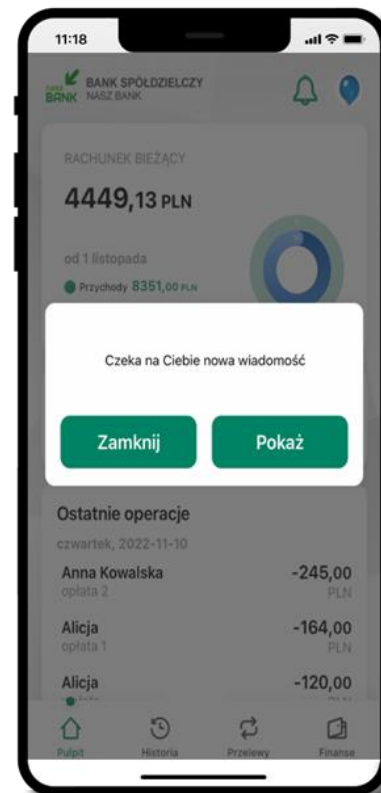 11:18
nasz BANK
BANK SPÓŁDZIELCZY
NASZ BANK
RACHUNEK BIEŻĄCY
4449,13 PLN
od 1 listopada
Przychody 8351,00 PLN
Czeka na Ciebie nowa wiadomość
Zamknij
Pokaż
Ostatnie operacje
czwartek, 2022-11-10
Anna Kowalska -245,00
opłata 2 PLN
Alicja -164,00
opłata 1 PLN
Alicja -120,00
Pulpit Historia Przelewy Finanse